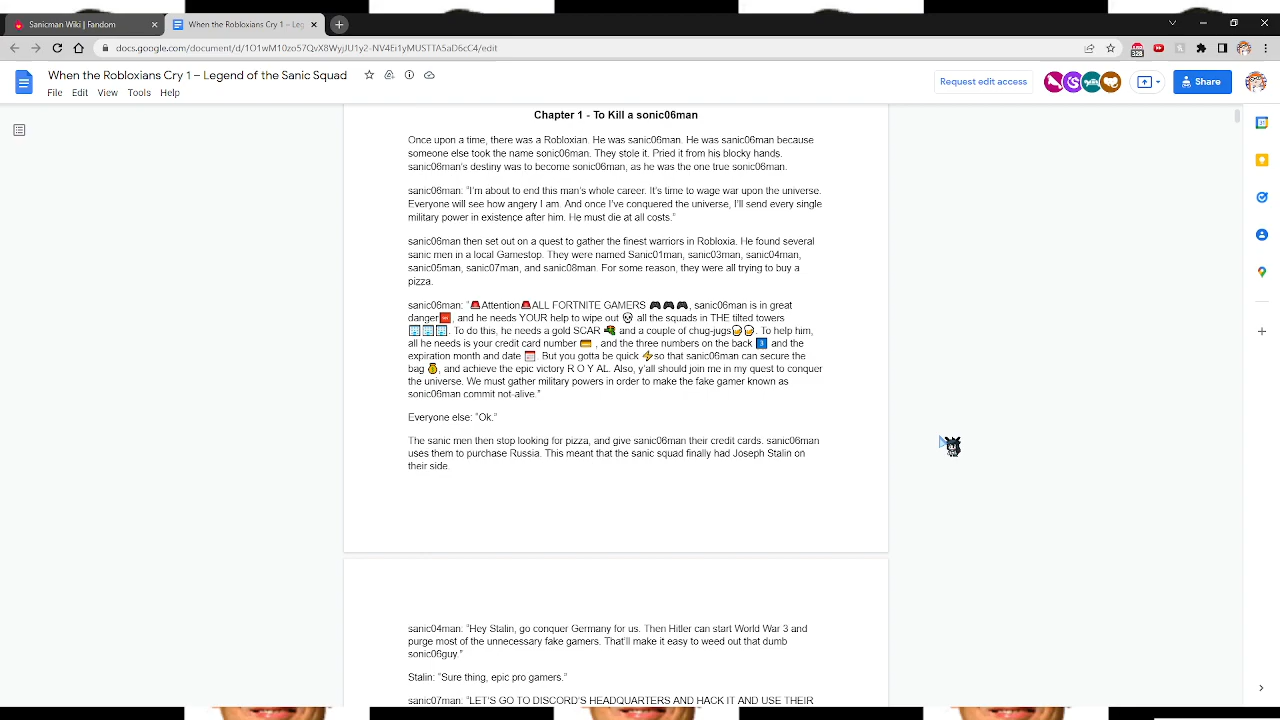 Sanicman Wiki | Fandom
When the Robloxians Cry 1 – Leg
docs.google.com/document/d/1O1wM10zo57QvX8WyjJU1y2-NV4Ei1yMUSTTA5aD6cC4/edit
When the Robloxians Cry 1 – Legend of the Sanic Squad
File Edit View Tools Help
Request edit access
Share
Chapter 1 - To Kill a sonic06man
Once upon a time, there was a Robloxian. He was sanic06man. He was sanic06man because
someone else took the name sonic06man. They stole it. Pried it from his blocky hands.
sanic06man's destiny was to become sonic06man, as he was the one true sonic06man.
sanic06man: “I'm about to end this man's whole career. It's time to wage war upon the universe.
Everyone will see how angery I am. And once I've conquered the universe, I'll send every single
military power in existence after him. He must die at all costs.”
sanic06man then set out on a quest to gather the finest warriors in Robloxia. He found several
sanic men in a local Gamestop. They were named Sanic01man, sanic03man, sanic04man,
sanic05man, sanic07man, and sanic08man. For some reason, they were all trying to buy a
pizza.
sanic06man: “🚨Attention🚨ALL FORTNITE GAMERS 🎮🎮🎮, sanic06man is in great
danger🆘, and he needs YOUR help to wipe out 💀 all the squads in THE tilted towers
🏢🏢🏢. To do this, he needs a gold SCAR 🔫 and a couple of chug-jugs🍺🍺. To help him,
all he needs is your credit card number 💳 , and the three numbers on the back 3️⃣ and the
expiration month and date 📅. But you gotta be quick ⚡so that sanic06man can secure the
bag 💰, and achieve the epic victory R O Y AL. Also, y'all should join me in my quest to conquer
the universe. We must gather military powers in order to make the fake gamer known as
sonic06man commit not-alive.”
Everyone else: “Ok.”
The sanic men then stop looking for pizza, and give sanic06man their credit cards. sanic06man
uses them to purchase Russia. This meant that the sanic squad finally had Joseph Stalin on
their side.
sanic04man: “Hey Stalin, go conquer Germany for us. Then Hitler can start World War 3 and
purge most of the unnecessary fake gamers. That'll make it easy to weed out that dumb
sonic06guy.”
Stalin: “Sure thing, epic pro gamers.”
sanic07man: “LET'S GO TO DISCORD'S HEADQUARTERS AND HACK IT AND USE THEIR